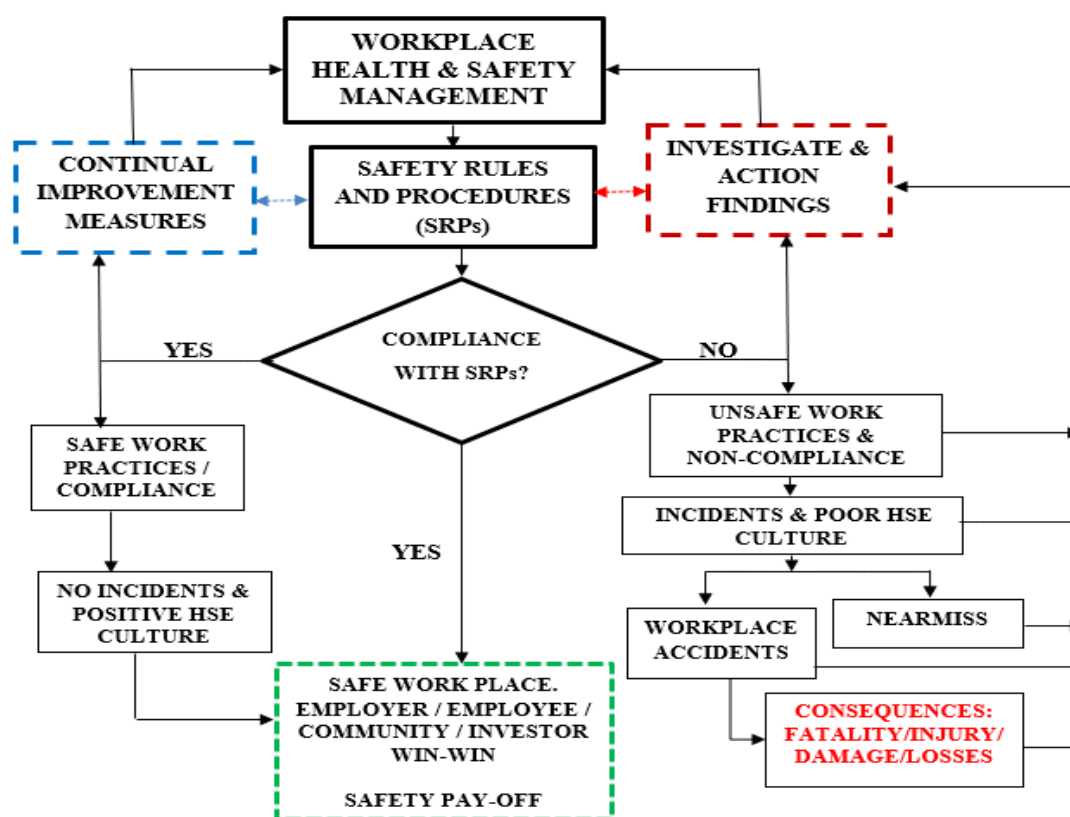 WORKPLACE
HEALTH & SAFETY
MANAGEMENT
CONTINUAL
IMPROVEMENT
MEASURES
SAFETY RULES
AND PROCEDURES
(SRPs)
INVESTIGATE &
ACTION
FINDINGS
COMPLIANCE
WITH SRPs?
YES
NO
SAFE WORK
PRACTICES /
COMPLIANCE
UNSAFE WORK
PRACTICES &
NON-COMPLIANCE
INCIDENTS & POOR HSE
CULTURE
YES
NO INCIDENTS &
POSITIVE HSE
CULTURE
WORKPLACE
ACCIDENTS
NEARMISS
SAFE WORK PLACE.
EMPLOYER / EMPLOYEE /
COMMUNITY / INVESTOR
WIN-WIN
SAFETY PAY-OFF
CONSEQUENCES:
FATALITY/INJURY/
DAMAGE/LOSSES